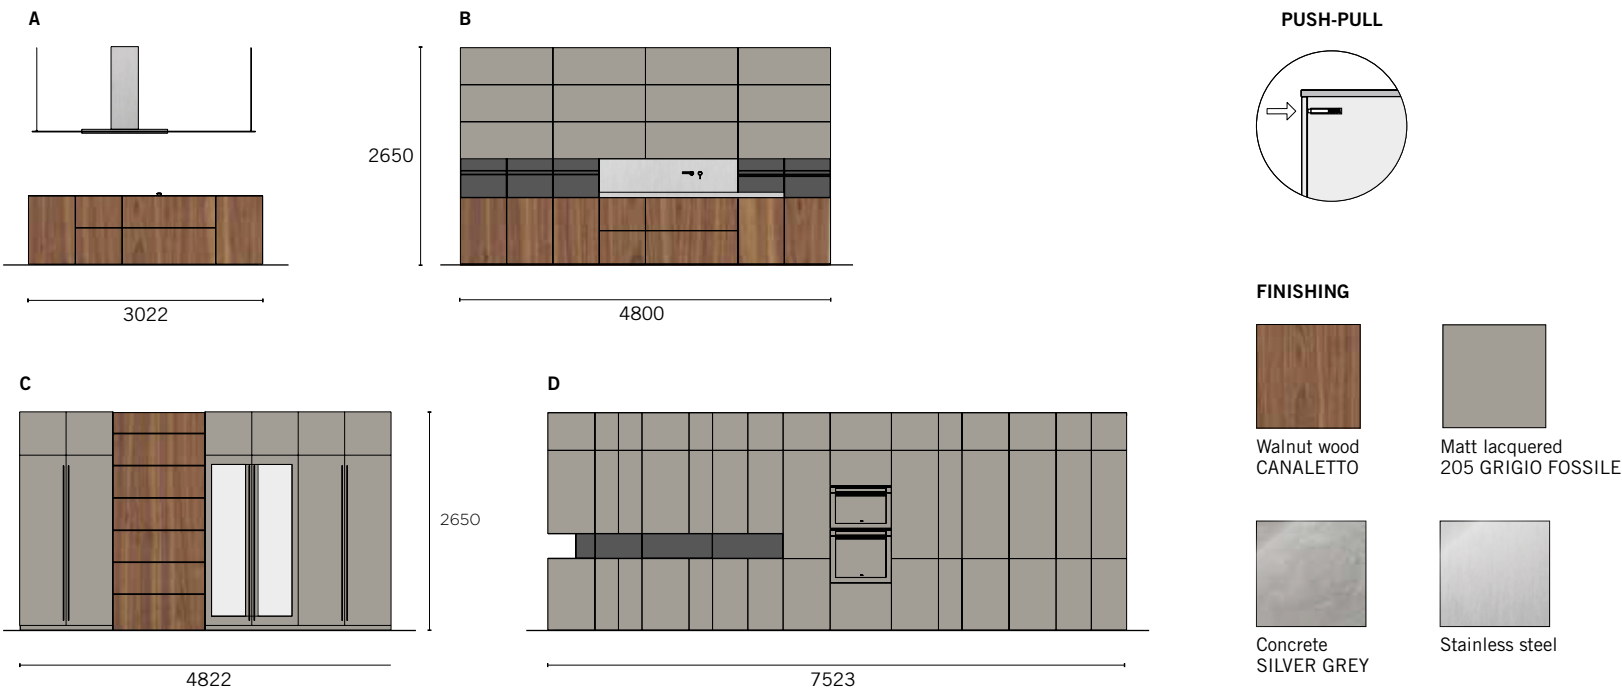 A
B
2650
3022
4800
C
D
2650
4822
7523
PUSH-PULL
FINISHING
Walnut wood
CANALETTO
Matt lacquered
205 GRIGIO FOSSILE
Concrete
SILVER GREY
Stainless steel